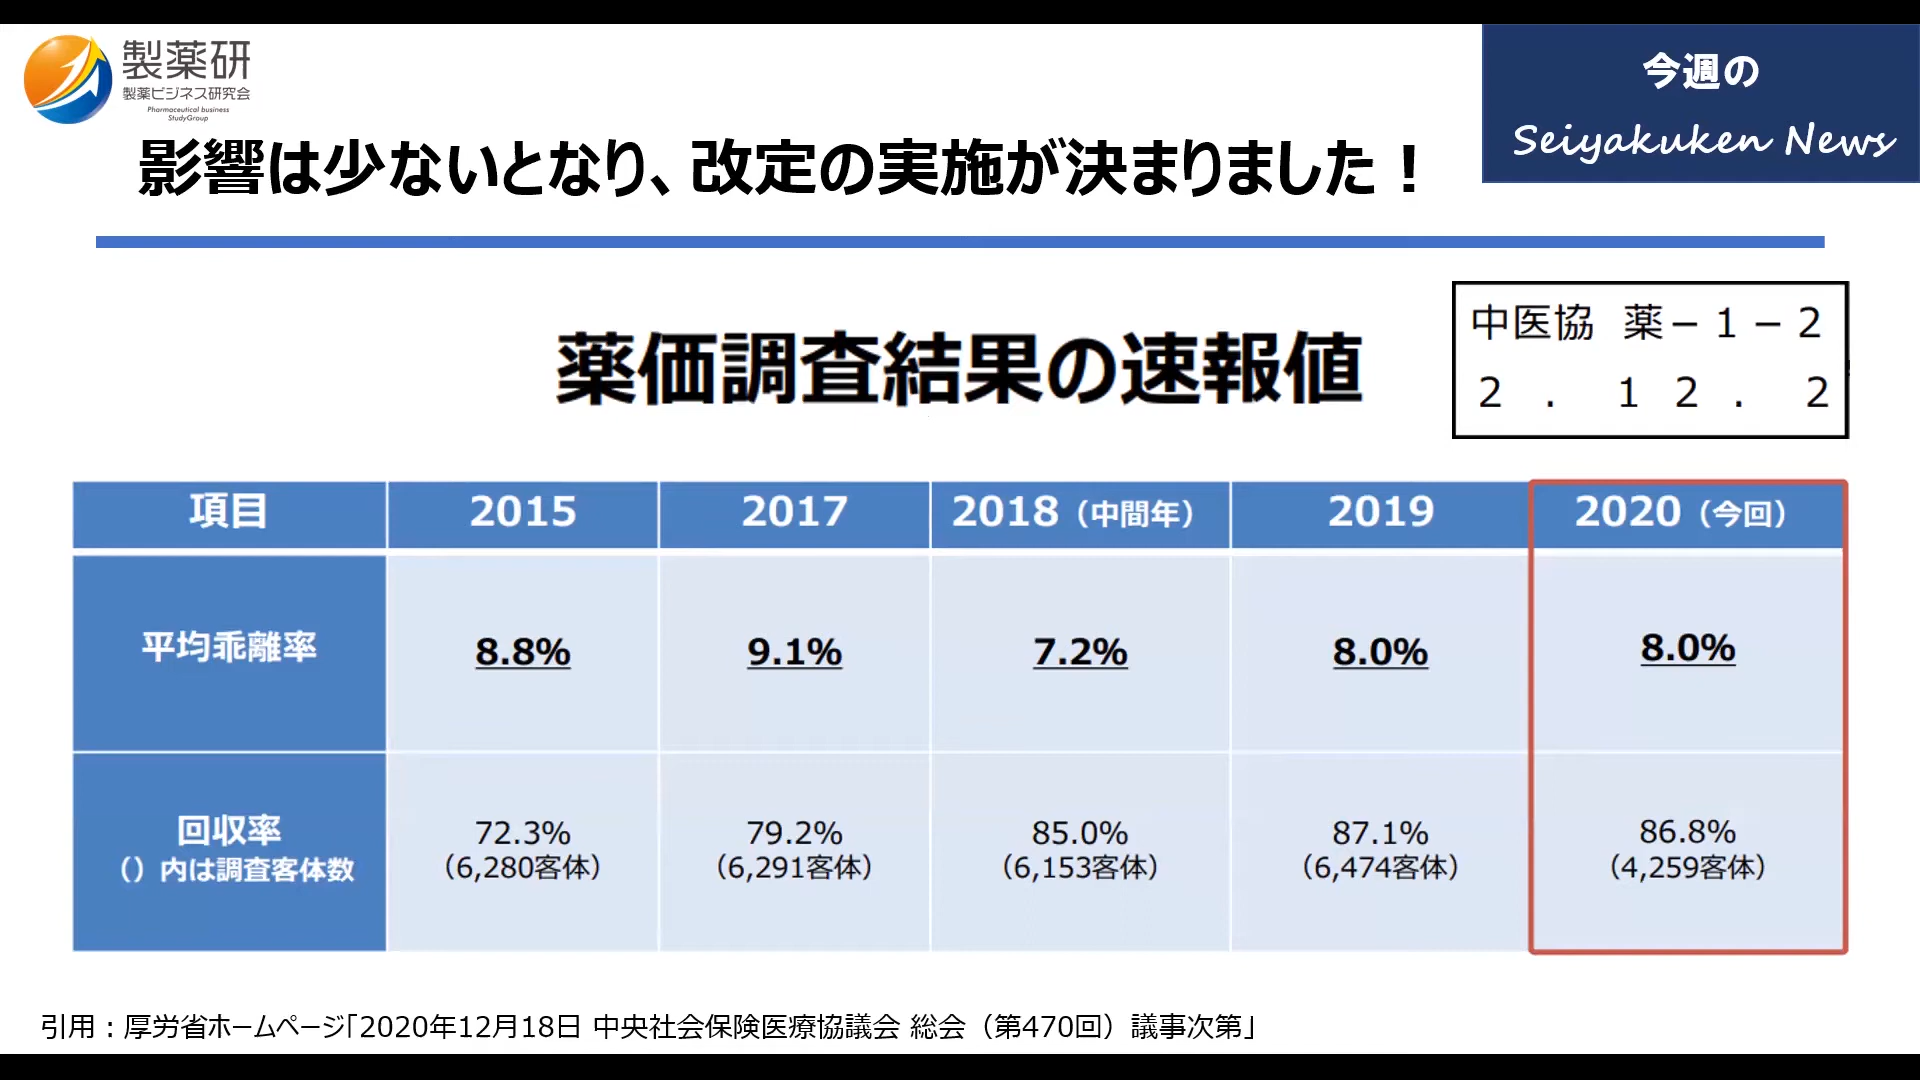 製薬研
製薬ビジネス研究会
Pharmaceutical business
StudyGroup
今週の
Seiyakuken News
影響は少ないとなり、改定の実施が決まりました！
薬価調査結果の速報値
中医協 薬－１－２
２．１２．２
項目 2015 2017 2018（中間年） 2019 2020（今回）
平均乖離率 8.8% 9.1% 7.2% 8.0% 8.0%
回収率 72.3% 79.2% 85.0% 87.1% 86.8%
（）内は調査客体数 （6,280客体） （6,291客体） （6,153客体） （6,474客体） （4,259客体）
引用：厚労省ホームページ「2020年12月18日 中央社会保険医療協議会 総会（第470回）議事次第」